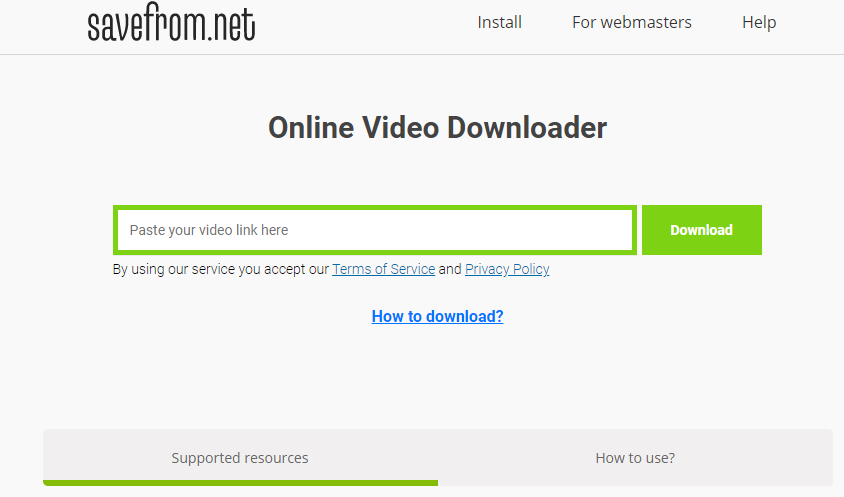 savefrom.net
Install For webmasters Help
Online Video Downloader
Paste your video link here Download
By using our service you accept our Terms of Service and Privacy Policy
How to download?
Supported resources How to use?